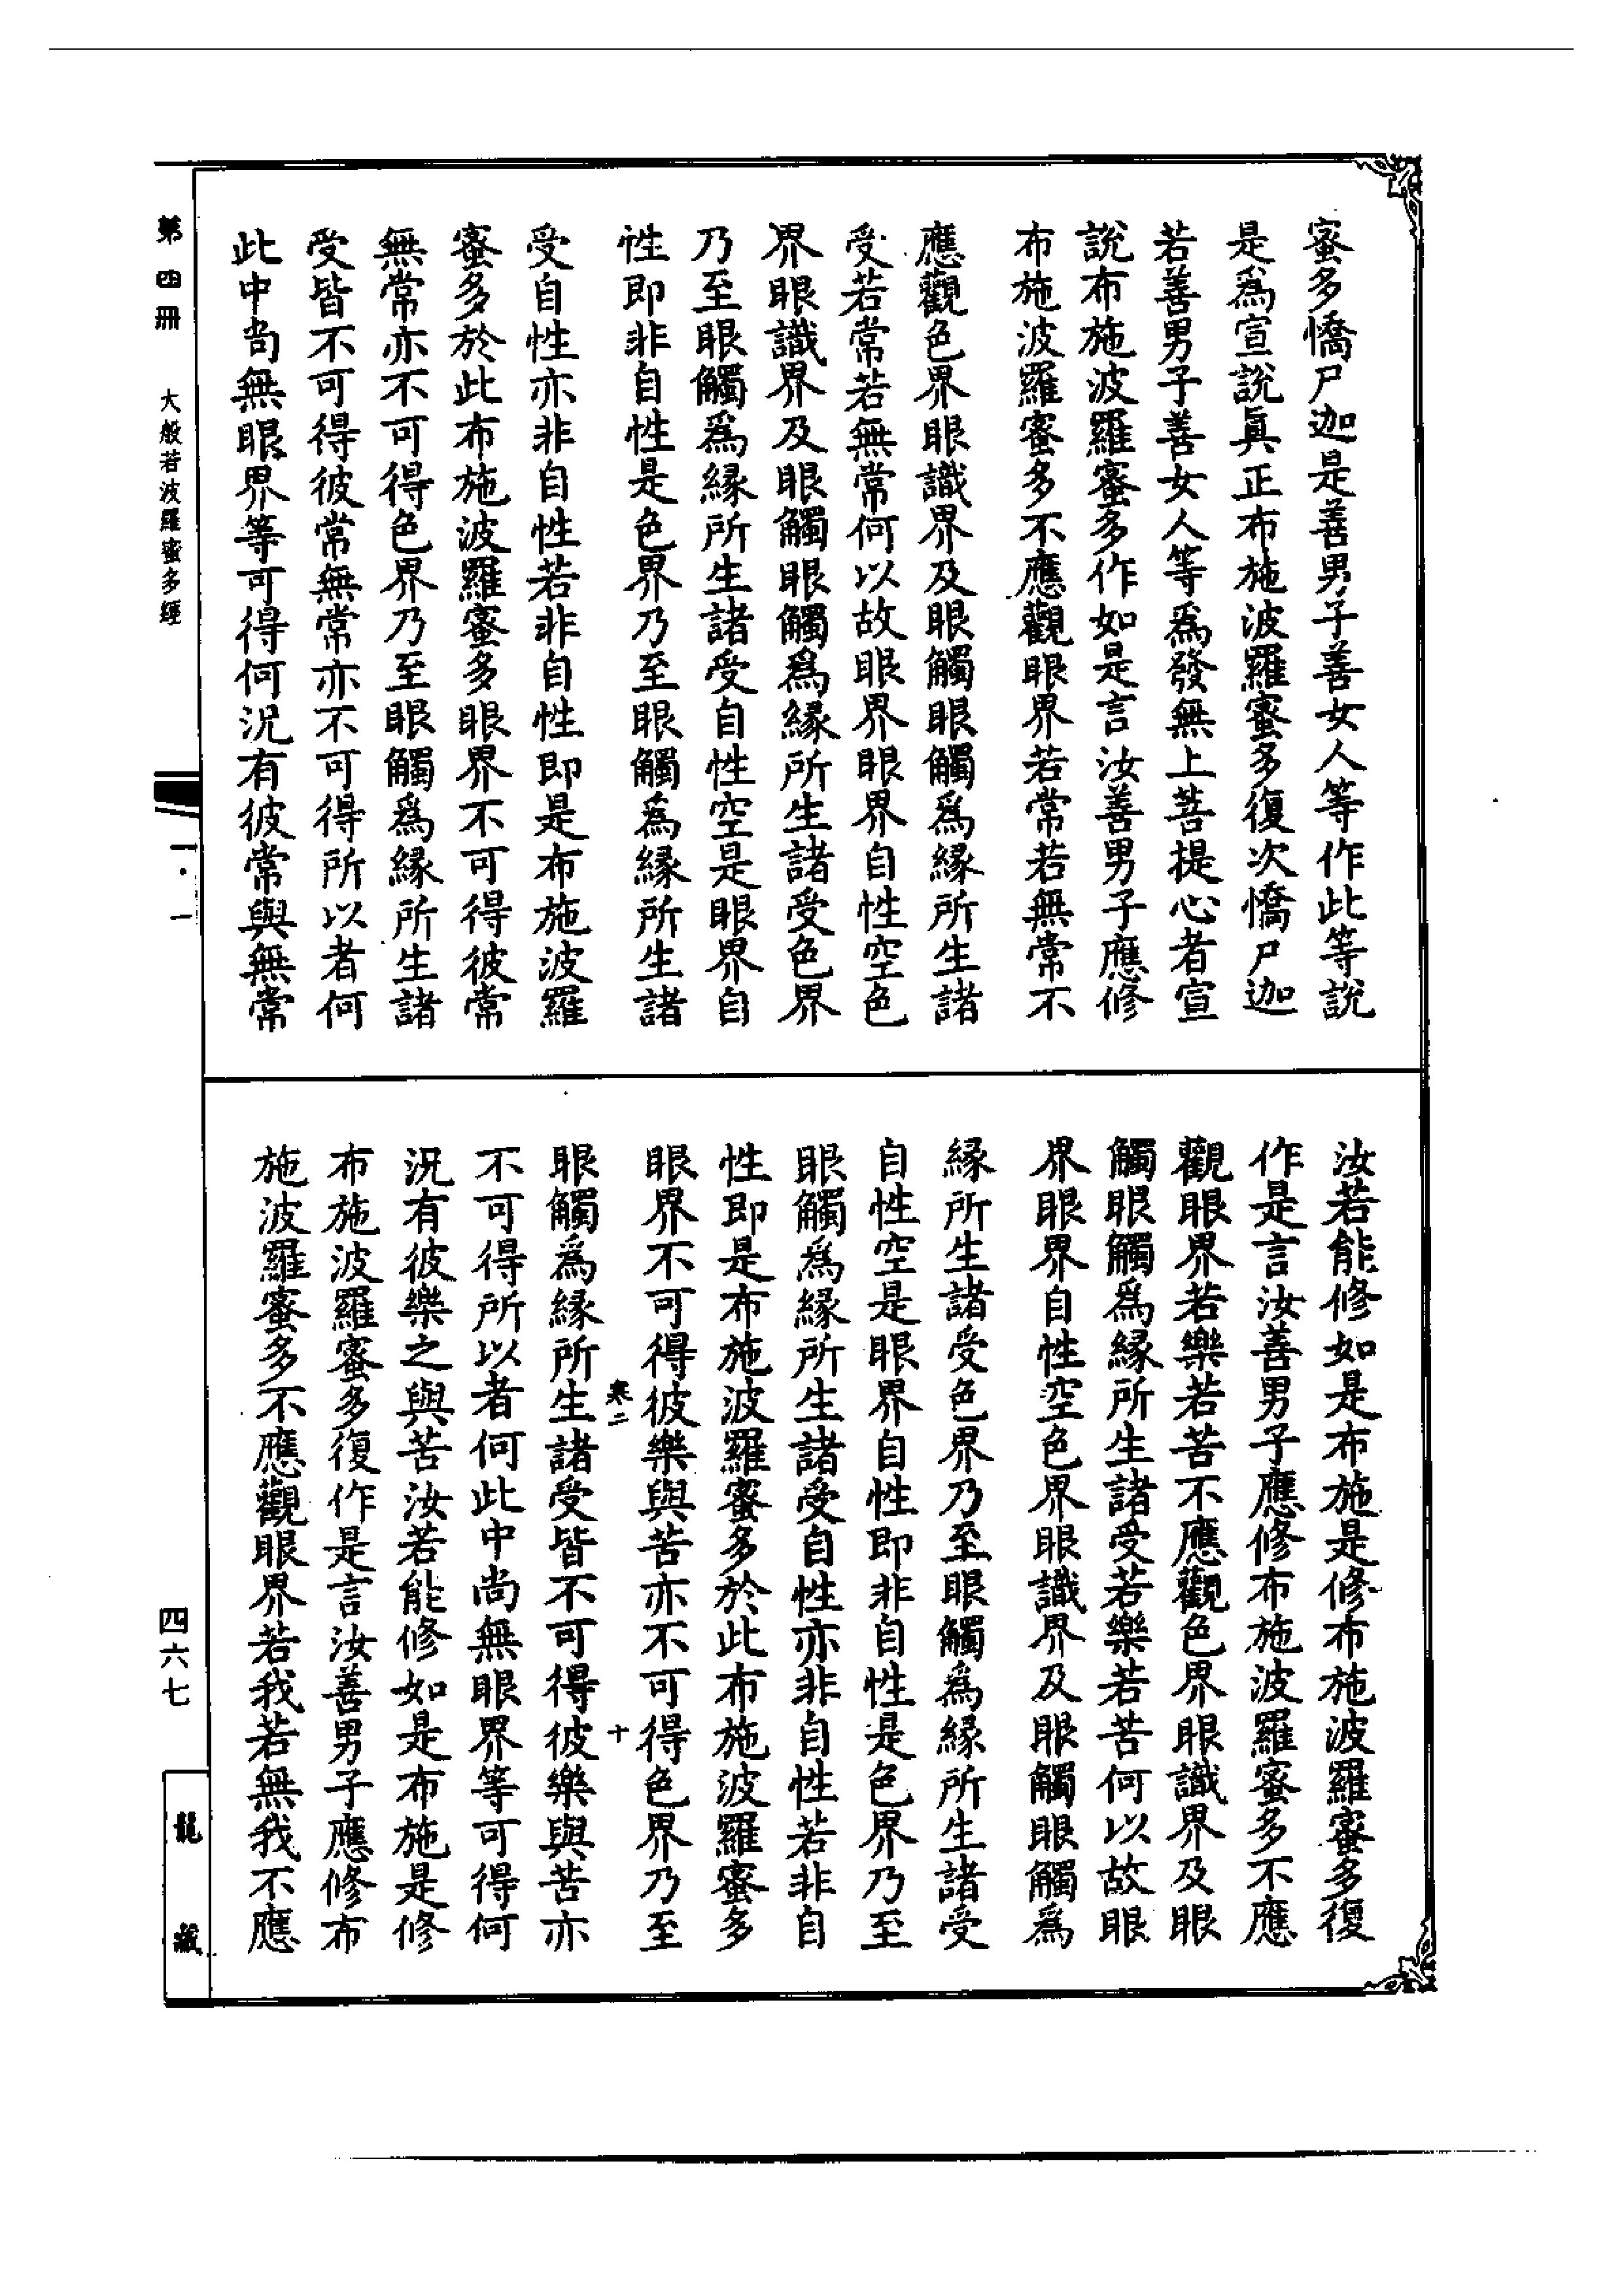 蜜多憍尸迦是善男子善女人等作此等說
是爲宣說眞正布施波羅蜜多復次憍尸迦
若善男子善女人等爲發無上菩提心者宣
說布施波羅蜜多作如是言汝善男子應修
布施波羅蜜多不應觀眼界若常若無常不
應觀色界眼識界及眼觸眼觸爲緣所生諸
受若常若無常何以故眼界眼界自性空色
界眼識界及眼觸眼觸爲緣所生諸受色界
乃至眼觸爲緣所生諸受自性空是眼界自
性即非自性是色界乃至眼觸爲緣所生諸
受自性亦非自性若非自性即是布施波羅
蜜多於此布施波羅蜜多眼界不可得彼常
無常亦不可得色界乃至眼觸爲緣所生諸
受皆不可得彼常無常亦不可得所以者何
此中尚無眼界等可得何況有彼常與無常
汝若能修如是布施是修布施波羅蜜多復
作是言汝善男子應修布施波羅蜜多不應
觀眼界若樂若苦不應觀色界眼識界及眼
觸眼觸爲緣所生諸受若樂若苦何以故眼
界眼界自性空色界眼識界及眼觸眼觸爲
緣所生諸受色界乃至眼觸爲緣所生諸受
自性空是眼界自性即非自性是色界乃至
眼觸爲緣所生諸受自性亦非自性若非自
性即是布施波羅蜜多於此布施波羅蜜多
眼界不可得彼樂與苦亦不可得色界乃至
二 十
眼觸爲緣所生諸受皆不可得彼樂與苦亦
不可得所以者何此中尚無眼界等可得何
況有彼樂之與苦汝若能修如是布施是修
布施波羅蜜多復作是言汝善男子應修布
施波羅蜜多不應觀眼界若我若無我不應
第四冊 大般若波羅蜜多經
一·一
四六七
龍藏